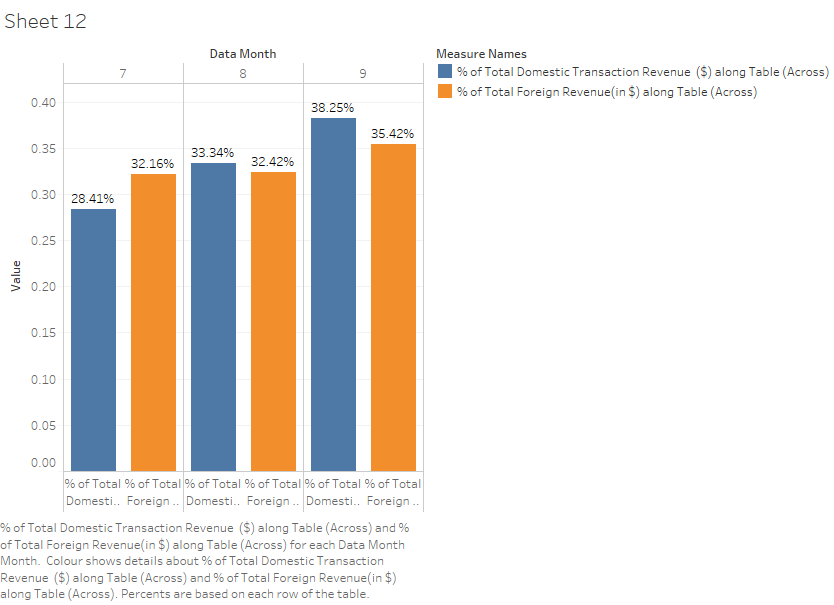 Sheet 12
Data Month
7 8 9
Measure Names
% of Total Domestic Transaction Revenue ($) along Table (Across)
% of Total Foreign Revenue(in $) along Table (Across)
Value
0.40
0.35
0.30
0.25
0.20
0.15
0.10
0.05
0.00
28.41%
32.16%
33.34%
32.42%
38.25%
35.42%
% of Total % of Total % of Total % of Total % of Total % of Total
Domesti.. Foreign .. Domesti.. Foreign .. Domesti.. Foreign ..
% of Total Domestic Transaction Revenue ($) along Table (Across) and %
of Total Foreign Revenue(in $) along Table (Across) for each Data Month
Month. Colour shows details about % of Total Domestic Transaction
Revenue ($) along Table (Across) and % of Total Foreign Revenue(in $)
along Table (Across). Percents are based on each row of the table.